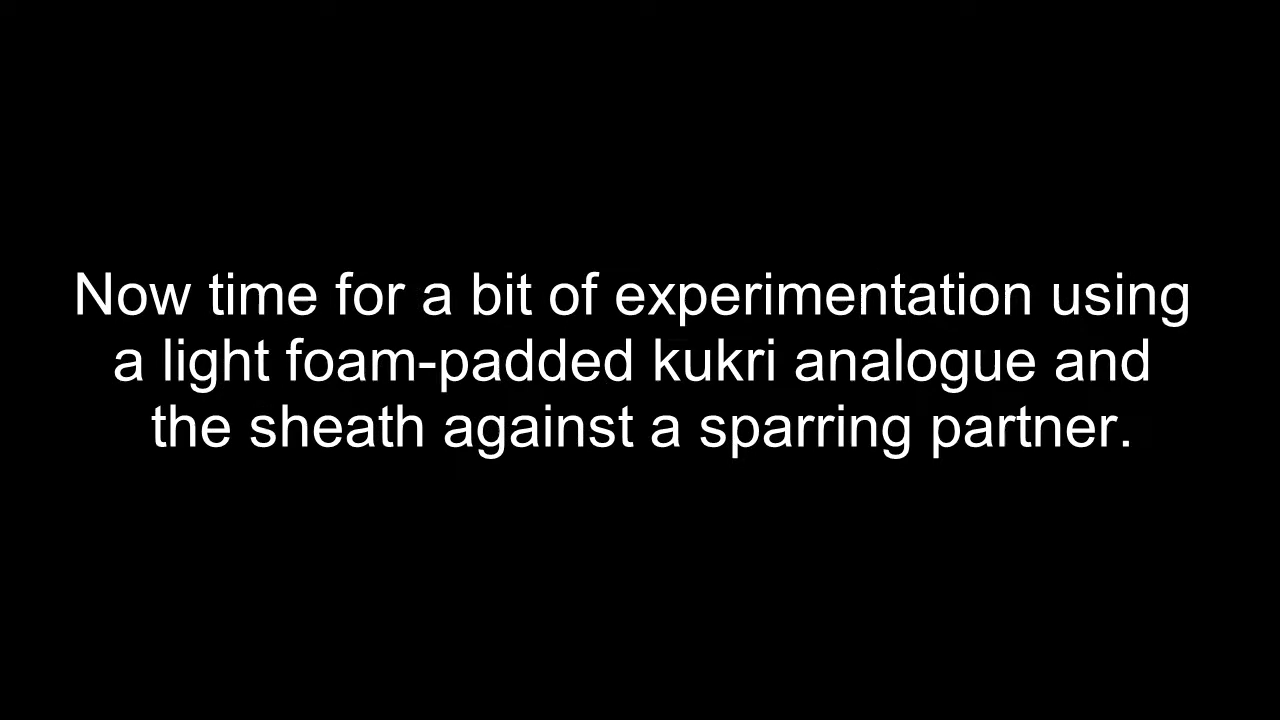 Now time for a bit of experimentation using
a light foam-padded kukri analogue and
the sheath against a sparring partner.